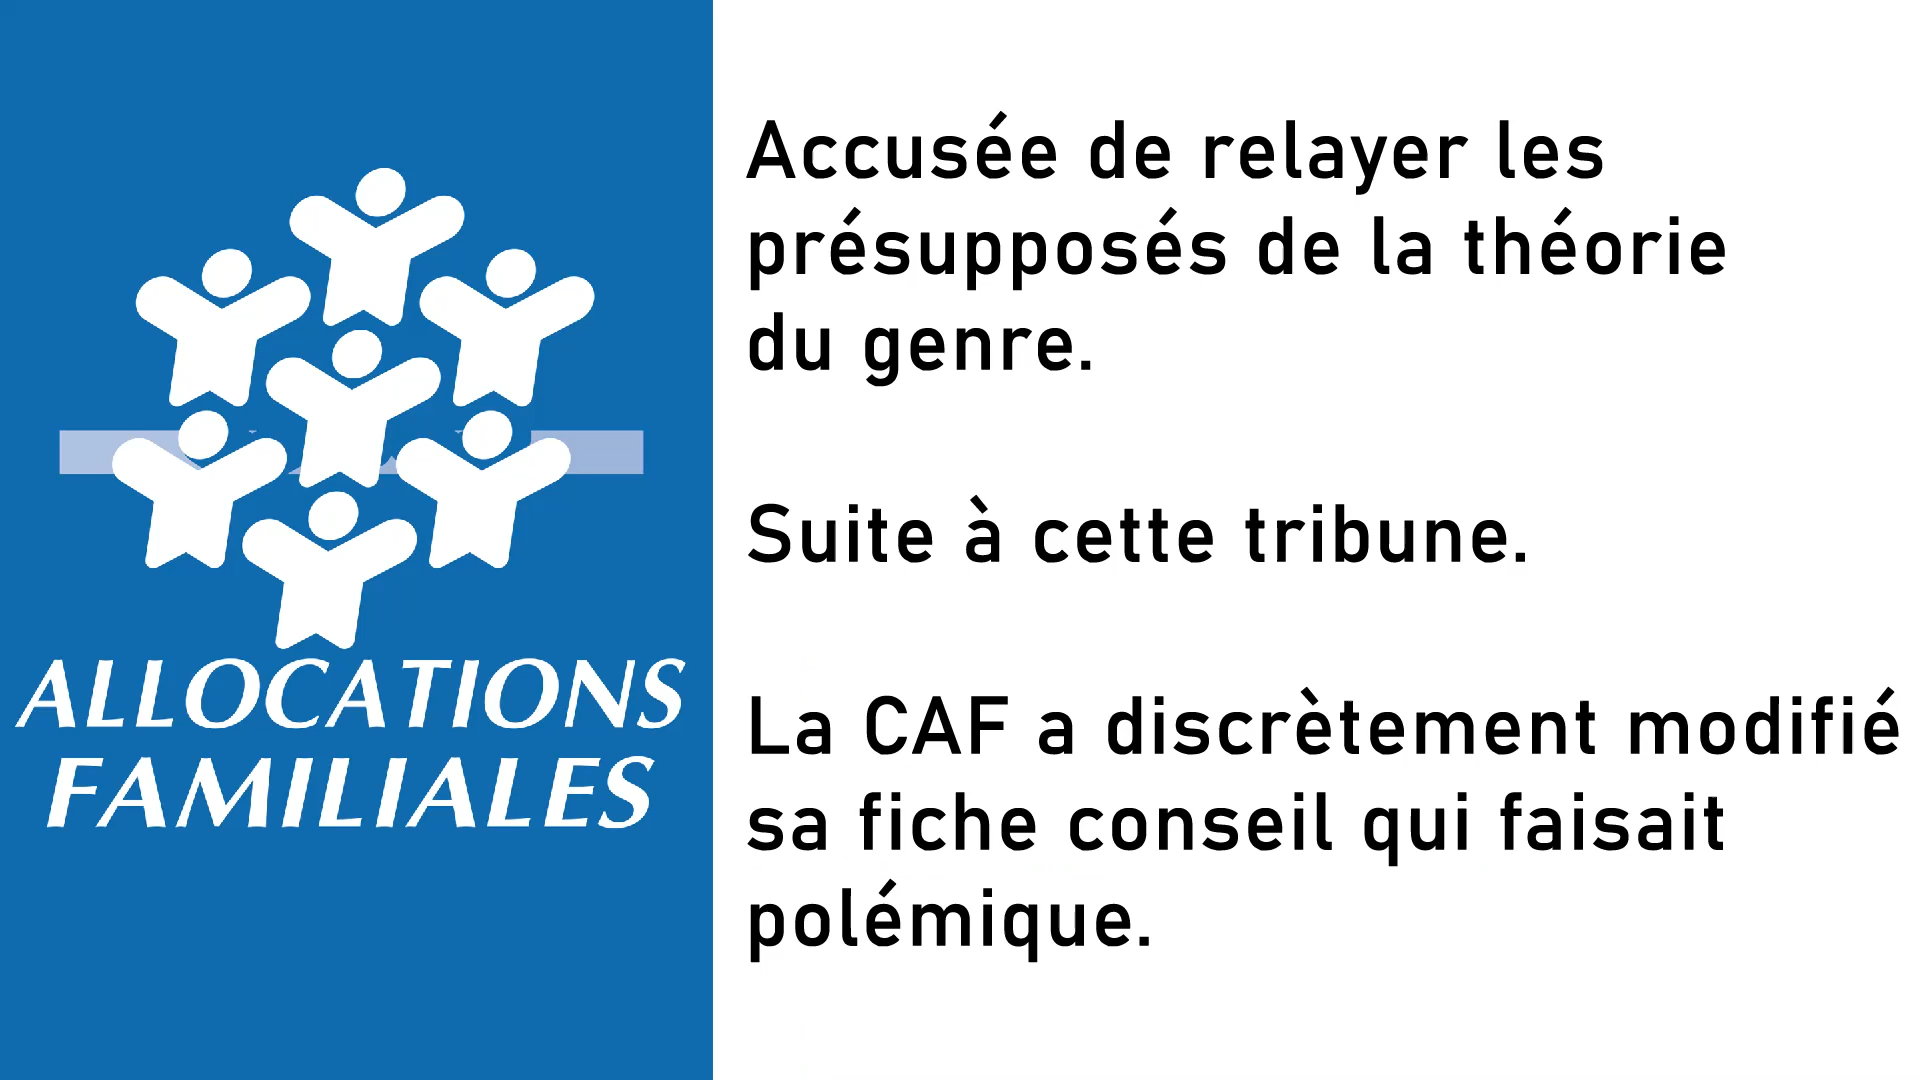 ALLOCATIONS
FAMILIALES
Accusée de relayer les
présupposés de la théorie
du genre.
Suite à cette tribune.
La CAF a discrètement modifié
sa fiche conseil qui faisait
polémique.